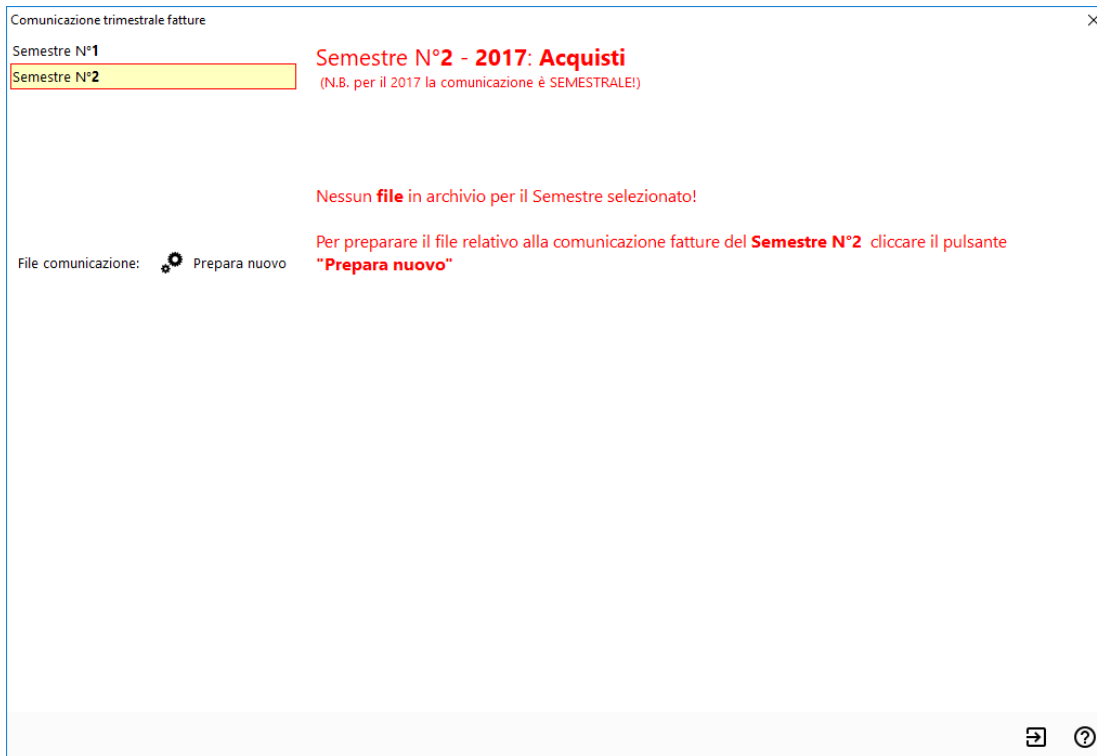 Comunicazione trimestrale fatture
Semestre N°1
Semestre N°2
Semestre N°2 - 2017: Acquisti
(N.B. per il 2017 la comunicazione è SEMESTRALE!)
Nessun file in archivio per il Semestre selezionato!
Per preparare il file relativo alla comunicazione fatture del Semestre N°2 cliccare il pulsante
"Prepara nuovo"
File comunicazione: Prepara nuovo